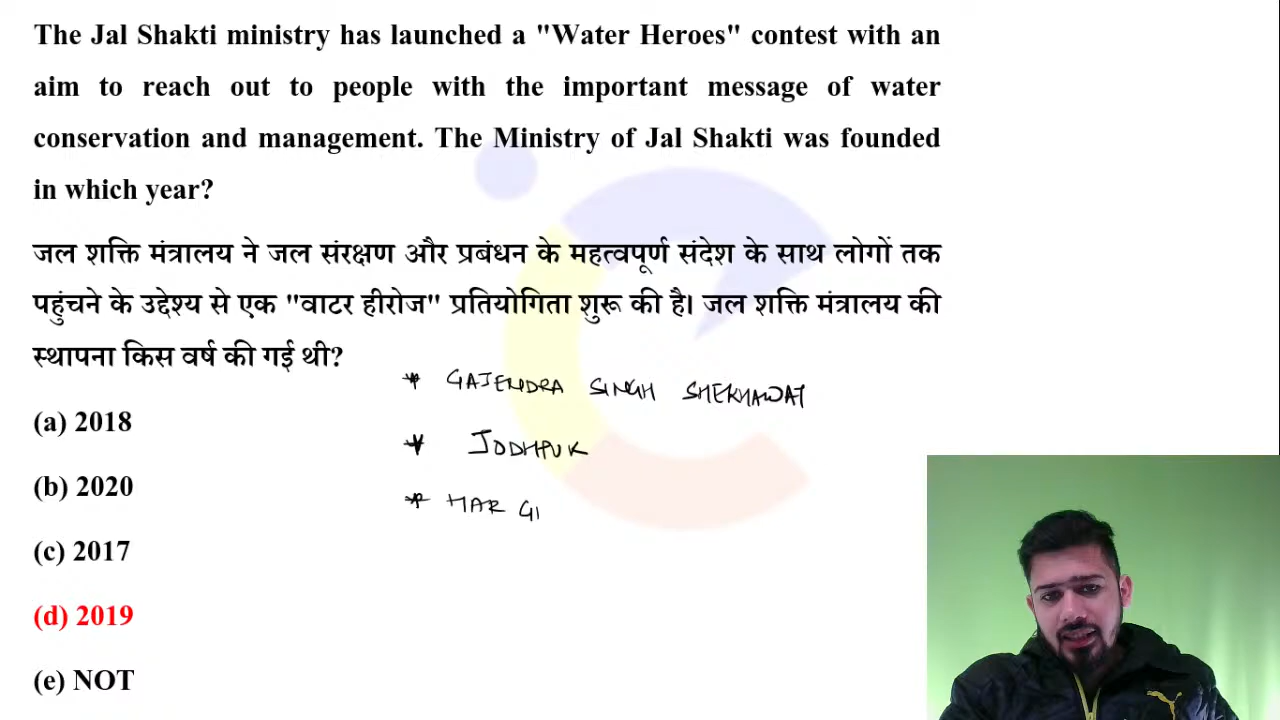 The Jal Shakti ministry has launched a "Water Heroes" contest with an
aim to reach out to people with the important message of water
conservation and management. The Ministry of Jal Shakti was founded
in which year?
जल शक्ति मंत्रालय ने जल संरक्षण और प्रबंधन के महत्वपूर्ण संदेश के साथ लोगों तक
पहुंचने के उद्देश्य से एक "वाटर हीरोज" प्रतियोगिता शुरू की है। जल शक्ति मंत्रालय की
स्थापना किस वर्ष की गई थी?
* GAJENDRA SINGH SHEKHAWAT
(a) 2018
* JODHPUR
(b) 2020
* HAR G
(c) 2017
(d) 2019
(e) NOT